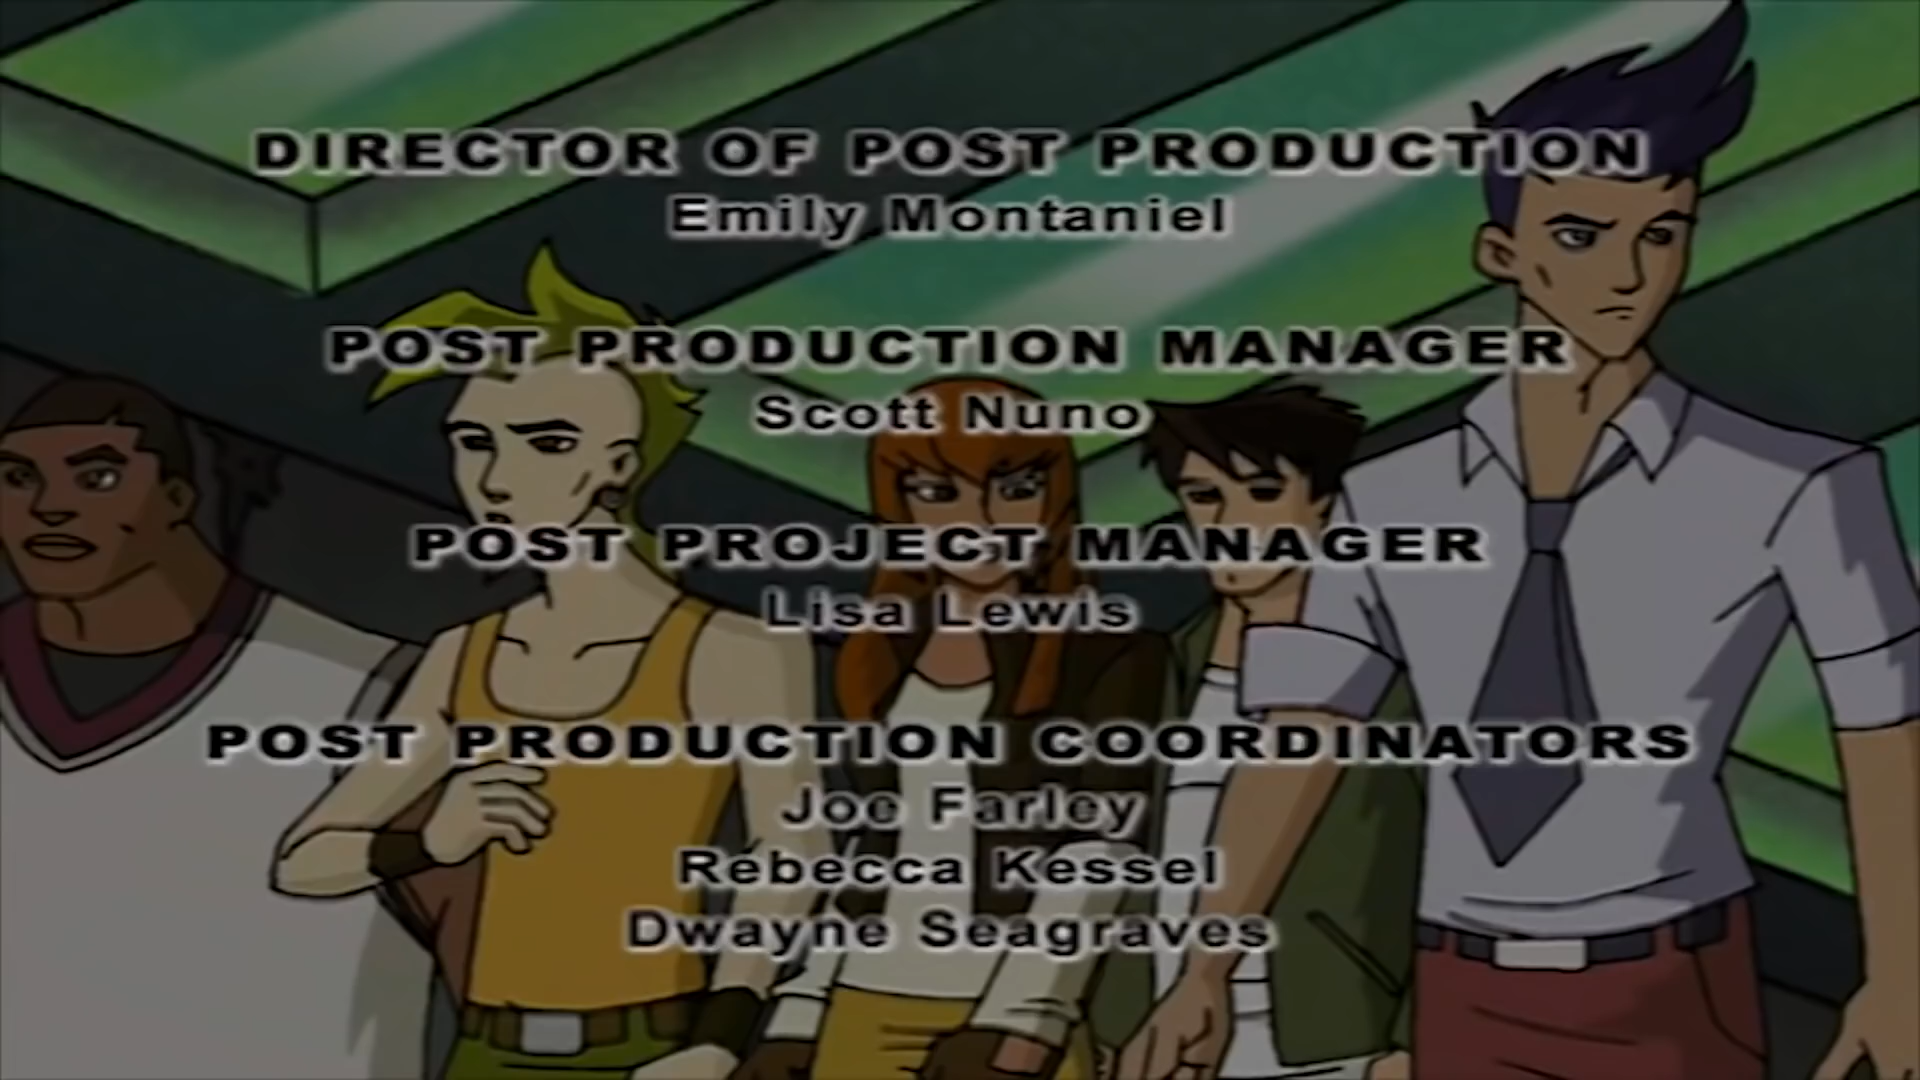 DIRECTOR OF POST PRODUCTION
Emily Montaniel
POST PRODUCTION MANAGER
Scott Nuno
POST PROJECT MANAGER
Lisa Lewis
POST PRODUCTION COORDINATORS
Joe Farley
Rebecca Kessel
Dwayne Seagraves